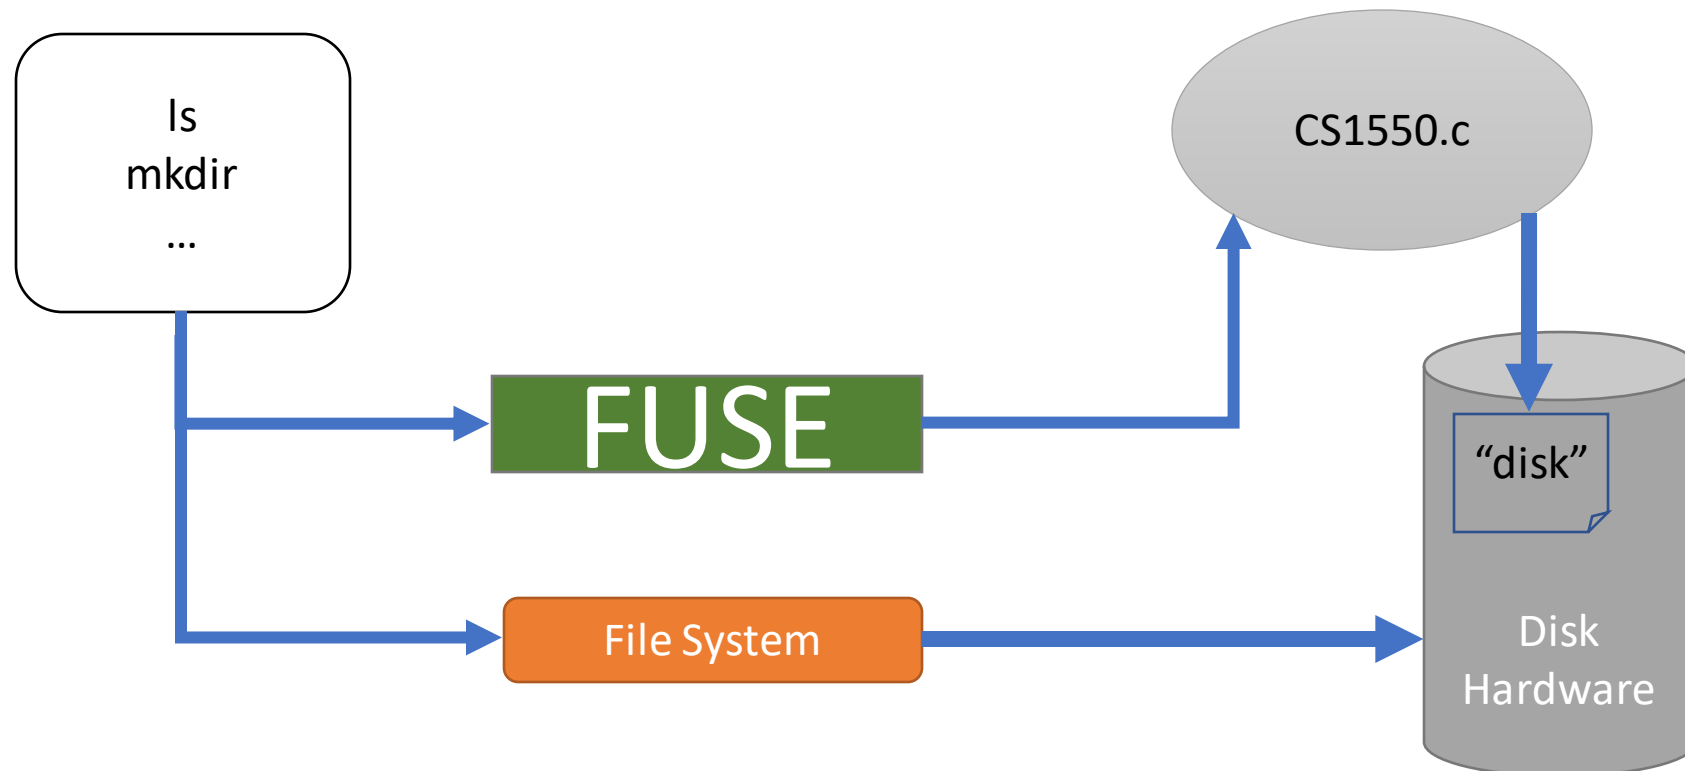 ls
mkdir
...
CS1550.c
FUSE
“disk”
File System
Disk
Hardware